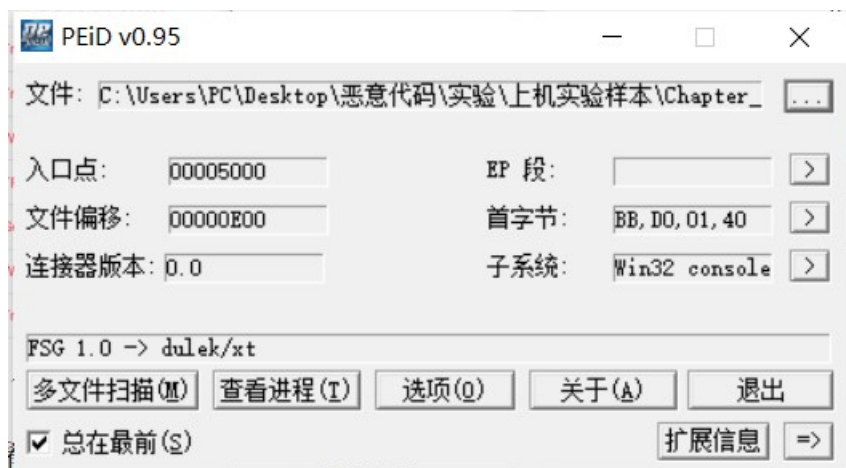 PEiD v0.95
文件: C:\Users\PC\Desktop\恶意代码\实验\上机实验样本\Chapter_ ...
入口点: 00005000 EP 段: >
文件偏移: 00000E00 首字节: BB, D0, 01, 40 >
连接器版本: 0.0 子系统: Win32 console >
FSG 1.0 -> dulek/xt
多文件扫描(M) 查看进程(T) 选项(O) 关于(A) 退出
总在最前(S) 扩展信息 =>